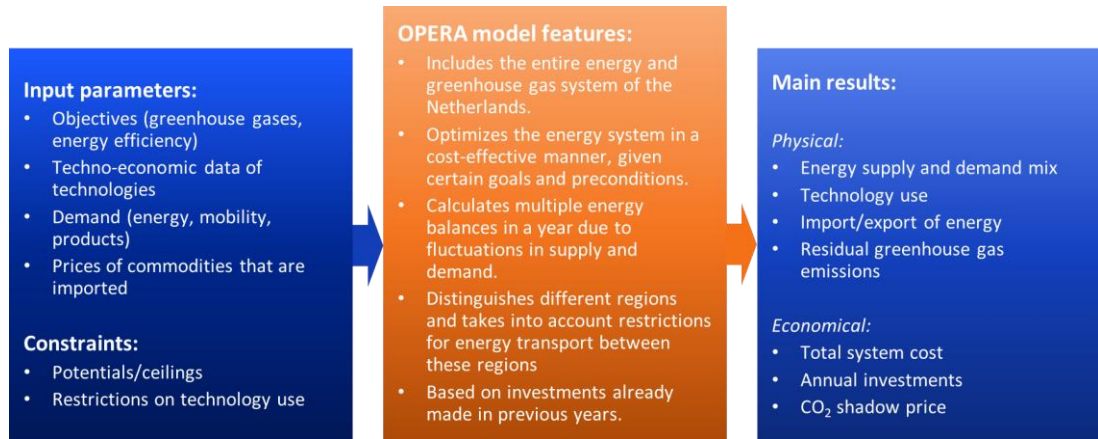 Input parameters:
• Objectives (greenhouse gases,
energy efficiency)
• Techno-economic data of
technologies
• Demand (energy, mobility,
products)
• Prices of commodities that are
imported
Constraints:
• Potentials/ceilings
• Restrictions on technology use
OPERA model features:
• Includes the entire energy and
greenhouse gas system of the
Netherlands.
• Optimizes the energy system in a
cost-effective manner, given
certain goals and preconditions.
• Calculates multiple energy
balances in a year due to
fluctuations in supply and
demand.
• Distinguishes different regions
and takes into account restrictions
for energy transport between
these regions
• Based on investments already
made in previous years.
Main results:
Physical:
• Energy supply and demand mix
• Technology use
• Import/export of energy
• Residual greenhouse gas
emissions
Economical:
• Total system cost
• Annual investments
• CO₂ shadow price